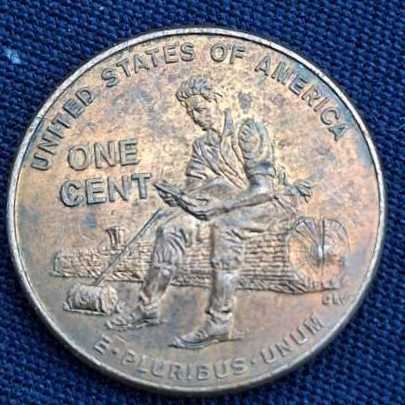 UNITED STATES OF AMERICA
ONE
CENT
E·PLURIBUS·UNUM